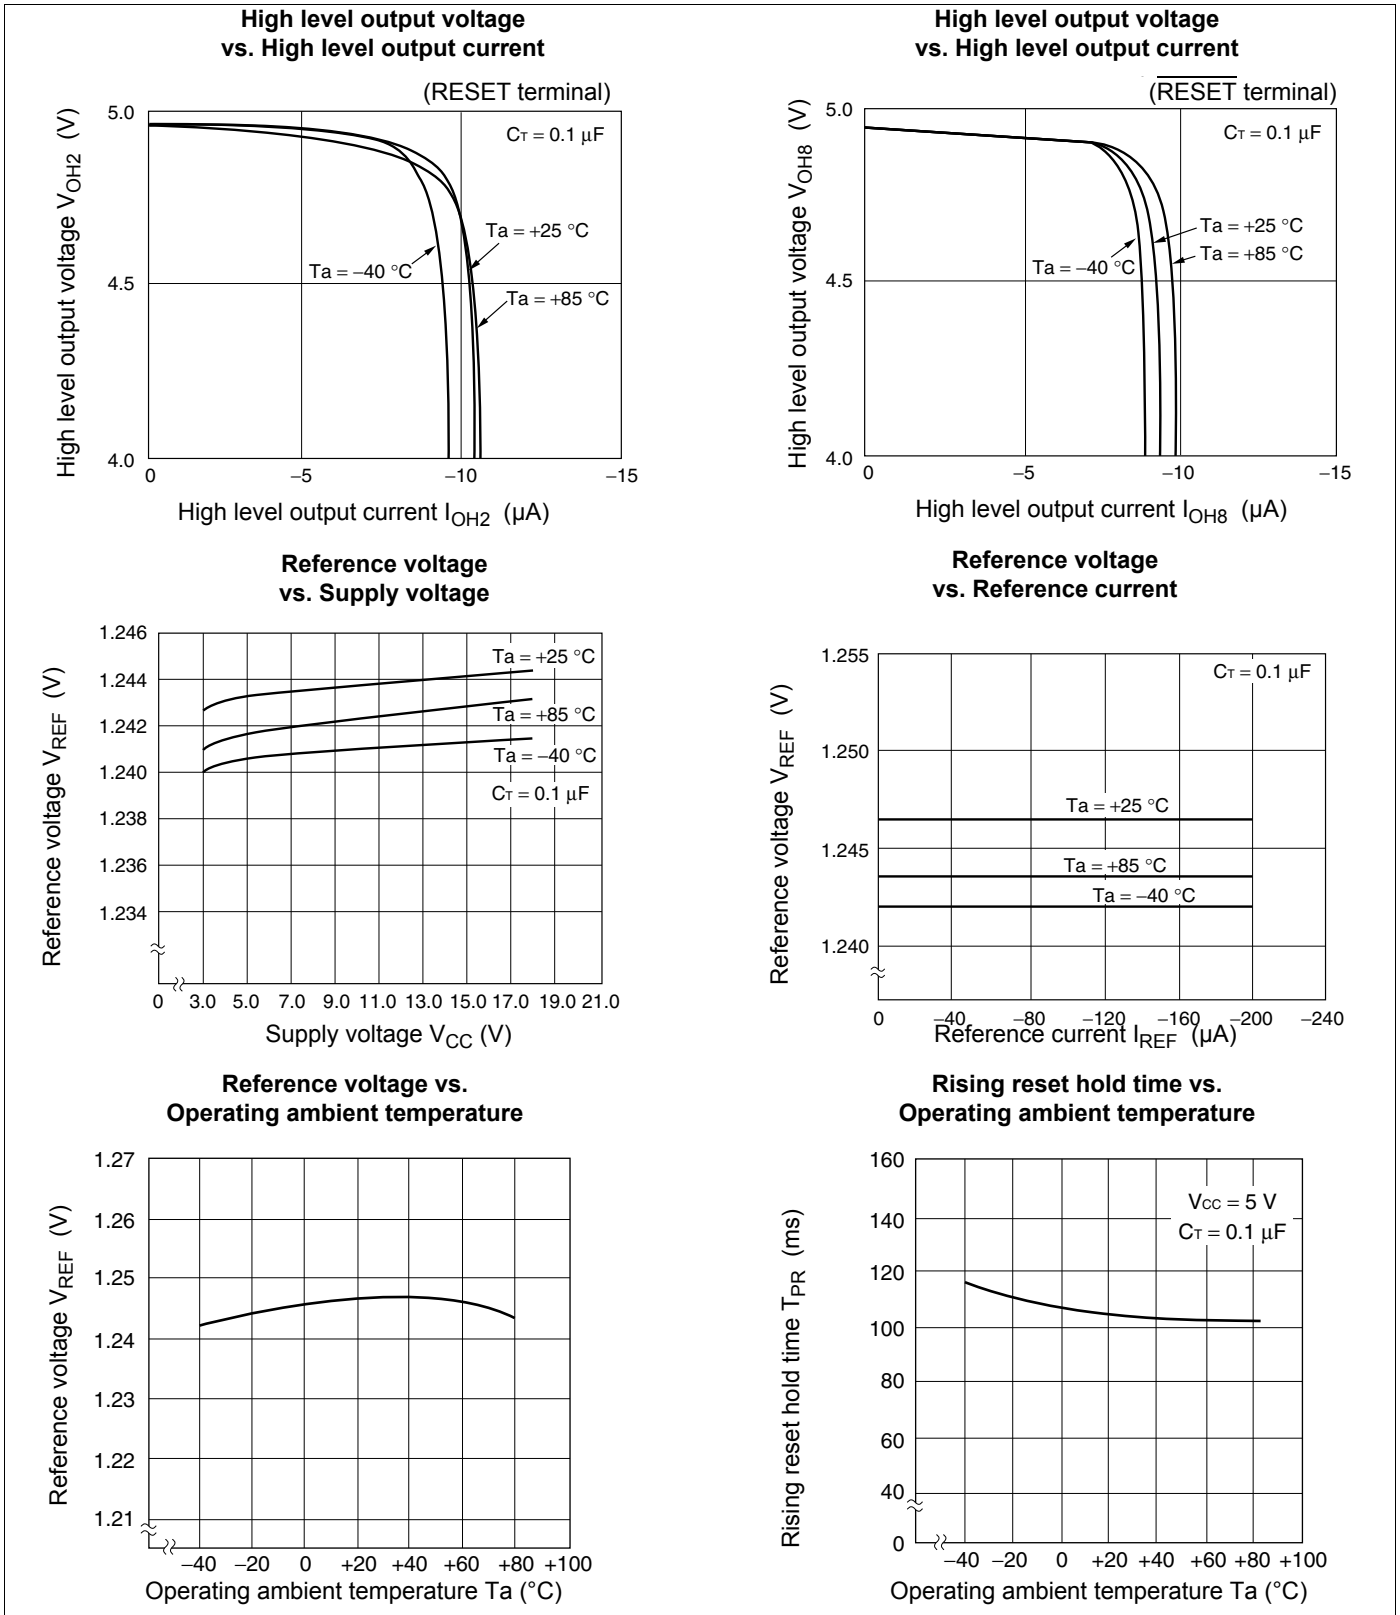 High level output voltage
vs. High level output current
(RESET terminal)
High level output voltage VOH2 (V)
5.0
4.5
4.0
CT = 0.1 μF
Ta = +25 °C
Ta = −40 °C
Ta = +85 °C
0 −5 −10 −15
High level output current IOH2 (μA)
High level output voltage
vs. High level output current
(RESET terminal)
High level output voltage VOH8 (V)
5.0
4.5
4.0
CT = 0.1 μF
Ta = +25 °C
Ta = +85 °C
Ta = −40 °C
0 −5 −10 −15
High level output current IOH8 (μA)
Reference voltage
vs. Supply voltage
Reference voltage VREF (V)
1.246
1.244
1.242
1.240
1.238
1.236
1.234
Ta = +25 °C
Ta = +85 °C
Ta = −40 °C
CT = 0.1 μF
0 3.0 5.0 7.0 9.0 11.0 13.0 15.0 17.0 19.0 21.0
Supply voltage VCC (V)
Reference voltage
vs. Reference current
Reference voltage VREF (V)
1.255
1.250
1.245
1.240
CT = 0.1 μF
Ta = +25 °C
Ta = +85 °C
Ta = −40 °C
0 −40 −80 −120 −160 −200 −240
Reference current IREF (μA)
Reference voltage vs.
Operating ambient temperature
Reference voltage VREF (V)
1.27
1.26
1.25
1.24
1.23
1.22
1.21
−40 −20 0 +20 +40 +60 +80 +100
Operating ambient temperature Ta (°C)
Rising reset hold time vs.
Operating ambient temperature
Rising reset hold time TPR (ms)
160
140
120
100
80
60
40
0
VCC = 5 V
CT = 0.1 μF
−40 −20 0 +20 +40 +60 +80 +100
Operating ambient temperature Ta (°C)